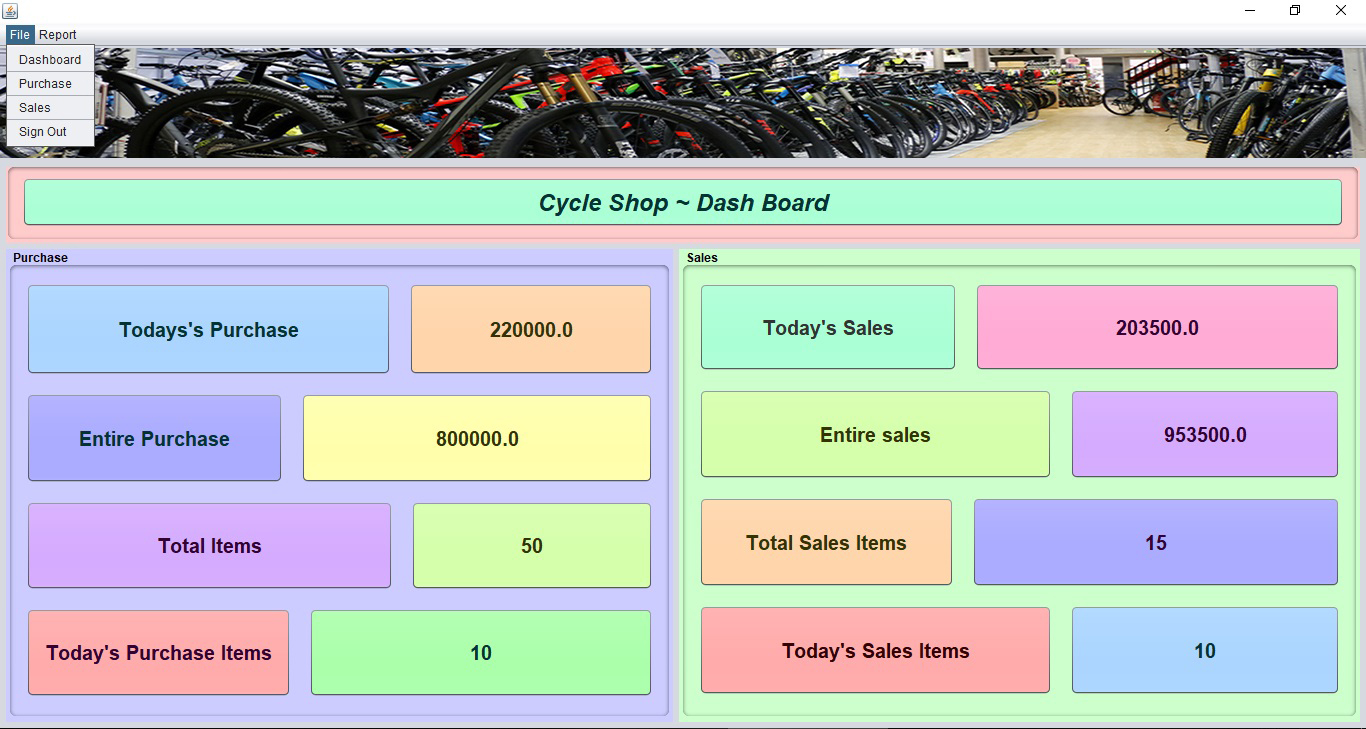 File Report
Dashboard
Purchase
Sales
Sign Out
Cycle Shop ~ Dash Board
Purchase
Todays's Purchase
220000.0
Entire Purchase
800000.0
Total Items
50
Today's Purchase Items
10
Sales
Today's Sales
203500.0
Entire sales
953500.0
Total Sales Items
15
Today's Sales Items
10